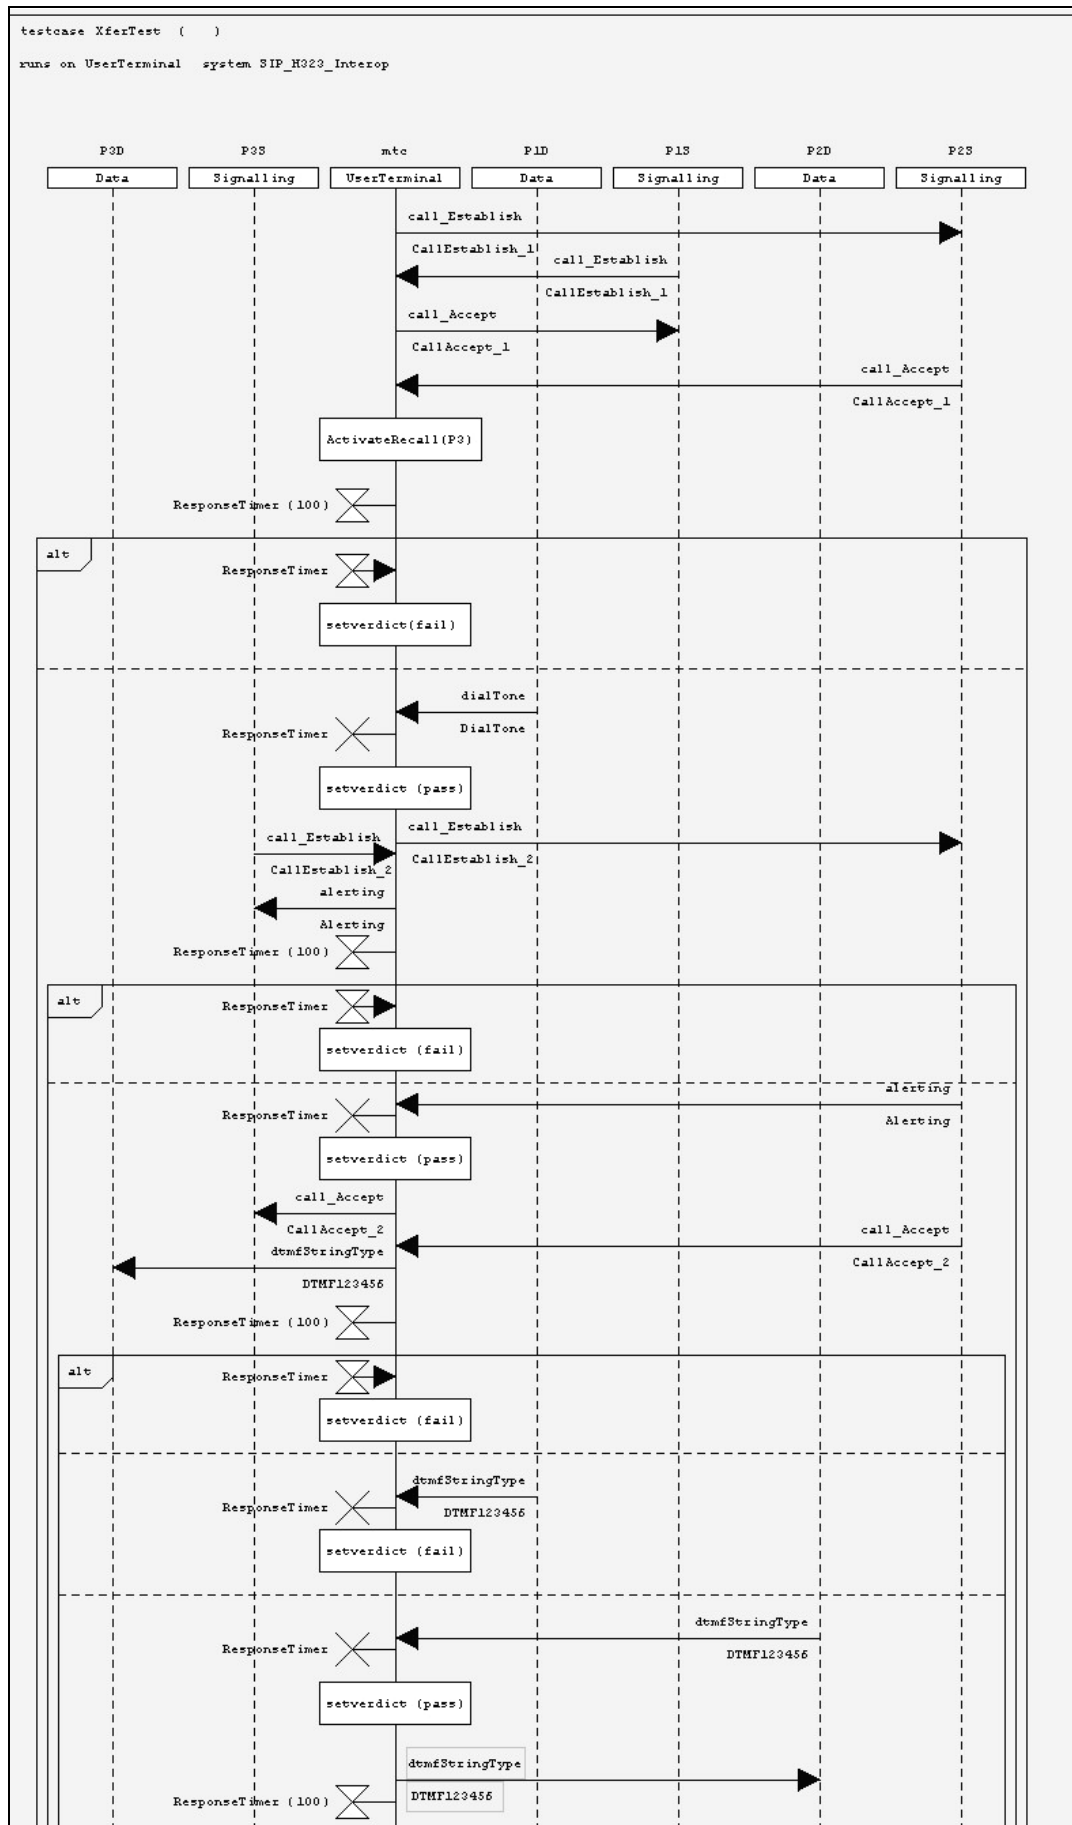 testcase XferTest ( )
runs on UserTerminal system SIP_H323_Interop
P3D P3S mtc P1D P1S P2D P2S
Data Signalling UserTerminal Data Signalling Data Signalling
call_Establish
CallEstablish_1
call_Establish
CallEstablish_1
call_Accept
CallAccept_1
call_Accept
CallAccept_1
ActivateRecall(P3)
ResponseTimer (100)
alt
ResponseTimer
setverdict(fail)
dialTone
DialTone
ResponseTimer
setverdict (pass)
call_Establish
CallEstablish_2
call_Establish
CallEstablish_2
alerting
Alerting
ResponseTimer (100)
alt
ResponseTimer
setverdict (fail)
alerting
Alerting
ResponseTimer
setverdict (pass)
call_Accept
CallAccept_2
call_Accept
CallAccept_2
dtmfStringType
DTMF123456
ResponseTimer (100)
alt
ResponseTimer
setverdict (fail)
dtmfStringType
DTMF123456
ResponseTimer
setverdict (fail)
dtmfStringType
DTMF123456
ResponseTimer
setverdict (pass)
dtmfStringType
DTMF123456
ResponseTimer (100)